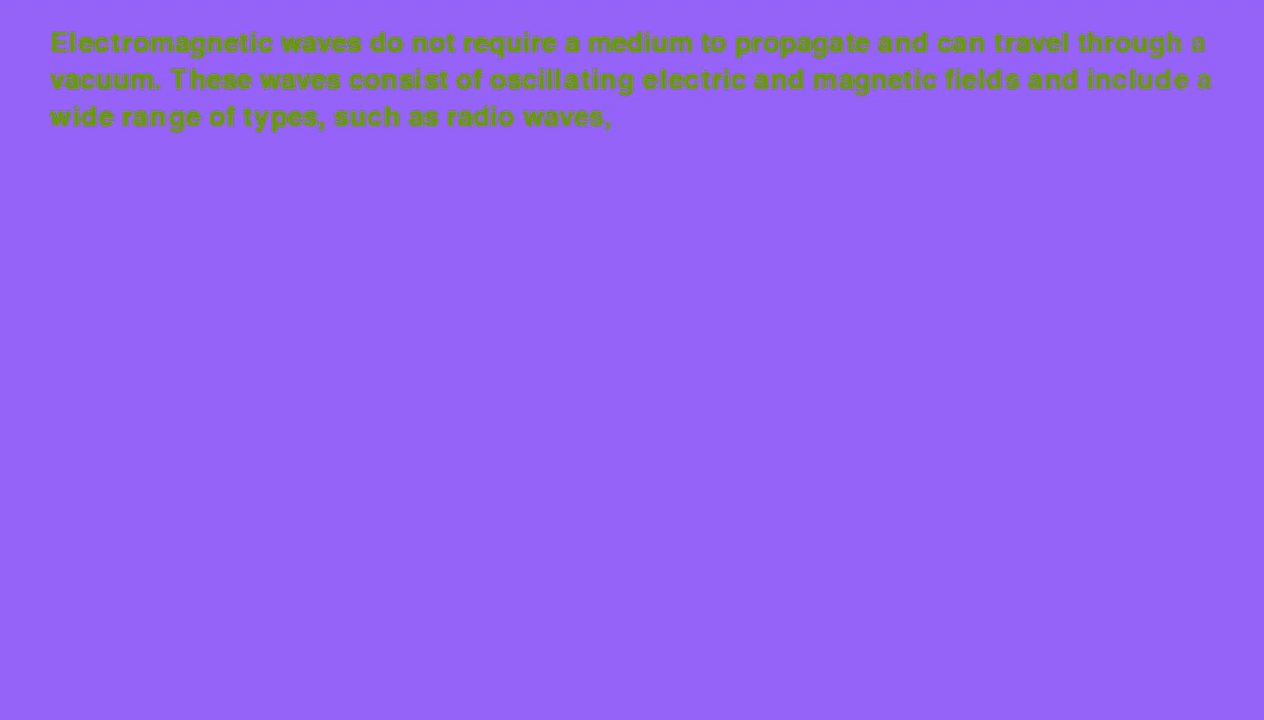 Electromagnetic waves do not require a medium to propagate and can travel through a
vacuum. These waves consist of oscillating electric and magnetic fields and include a
wide range of types, such as radio waves,